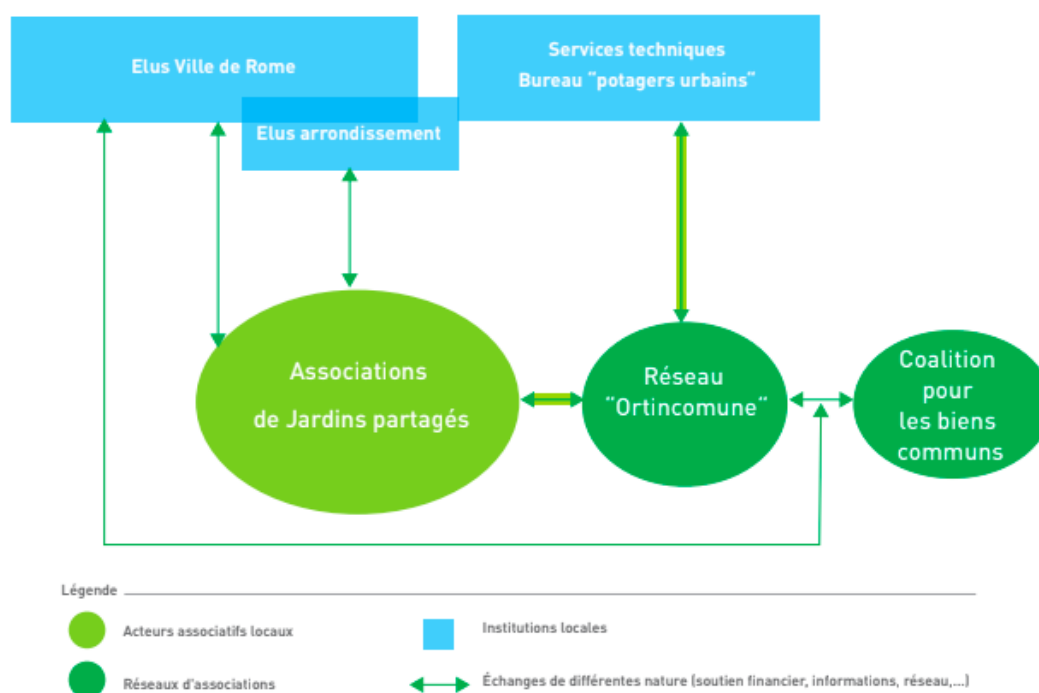 Elus Ville de Rome
Services techniques
Bureau "potagers urbains"
Elus arrondissement
Associations
de Jardins partagés
Réseau
"Ortincomune"
Coalition
pour
les biens
communs
Légende
Acteurs associatifs locaux
Institutions locales
Réseaux d'associations
Échanges de différentes nature (soutien financier, informations, réseau,...)